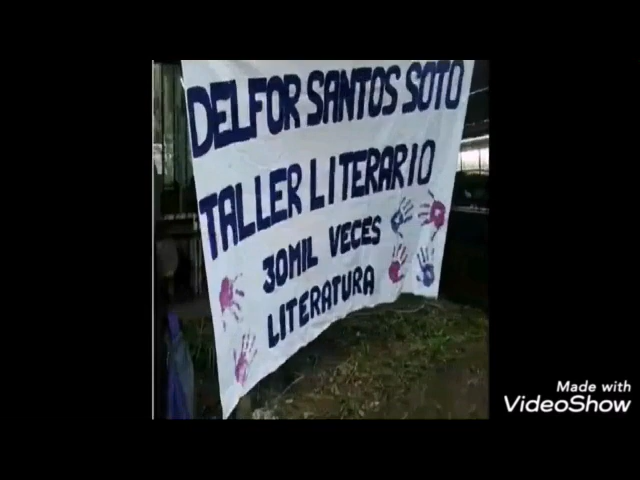 DELFOR SANTOS SOTO
TALLER LITERARIO
30MIL VECES
LITERATURA
Made with
VideoShow